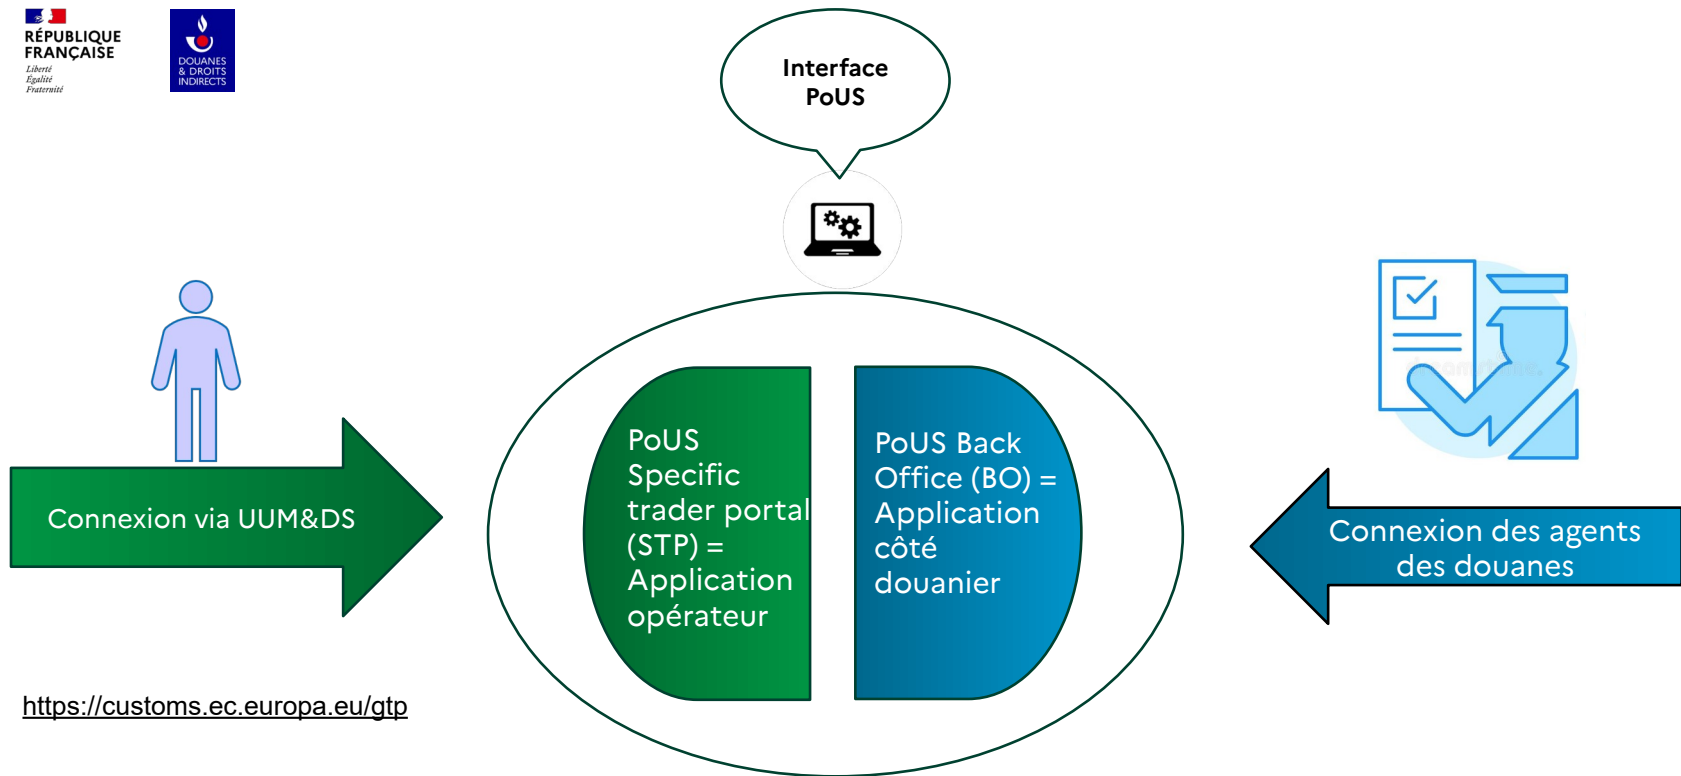 RÉPUBLIQUE
FRANÇAISE
Liberté
Égalité
Fraternité
DOUANES
& DROITS
INDIRECTS
Interface
PoUS
Connexion via UUM&DS
PoUS
Specific
trader portal
(STP) =
Application
opérateur
PoUS Back
Office (BO) =
Application
côté
douanier
Connexion des agents
des douanes
https://customs.ec.europa.eu/gtp